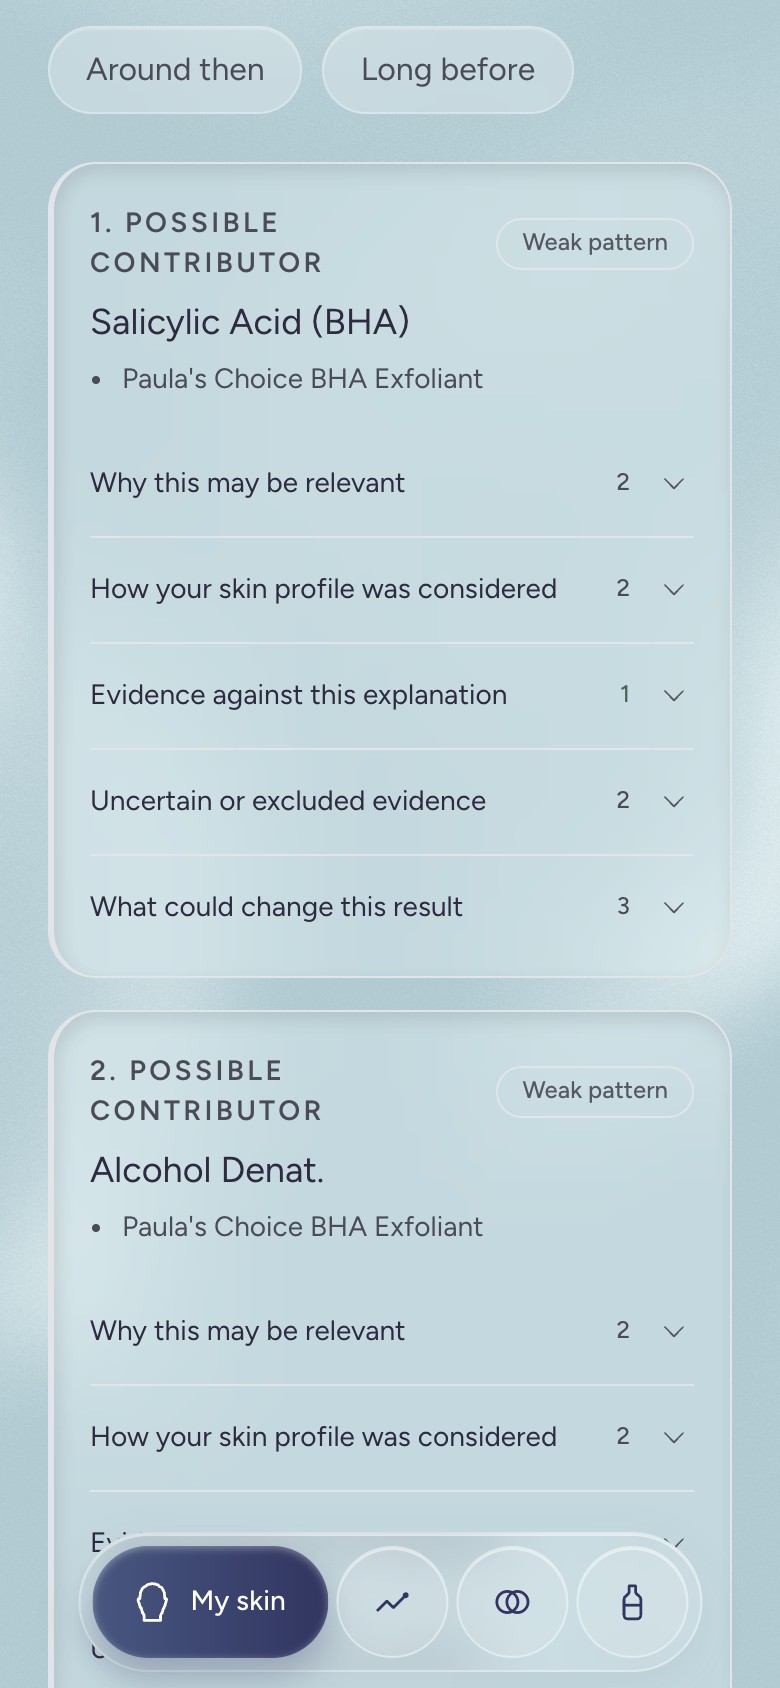 Around then Long before
1. POSSIBLE
CONTRIBUTOR
Weak pattern
Salicylic Acid (BHA)
• Paula's Choice BHA Exfoliant
Why this may be relevant 2
How your skin profile was considered 2
Evidence against this explanation 1
Uncertain or excluded evidence 2
What could change this result 3
2. POSSIBLE
CONTRIBUTOR
Weak pattern
Alcohol Denat.
• Paula's Choice BHA Exfoliant
Why this may be relevant 2
How your skin profile was considered 2
My skin